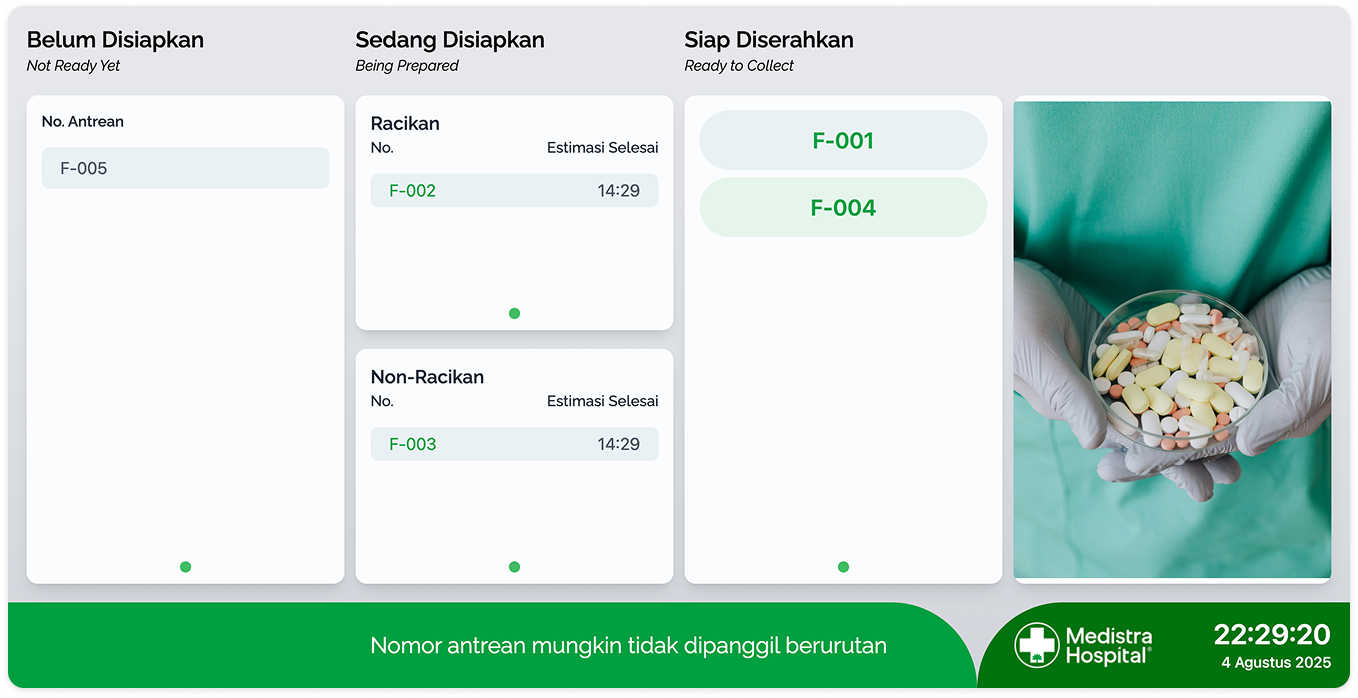 Belum Disiapkan
Not Ready Yet
No. Antrean
F-005
Sedang Disiapkan
Being Prepared
Racikan
No. Estimasi Selesai
F-002 14:29
Non-Racikan
No. Estimasi Selesai
F-003 14:29
Siap Diserahkan
Ready to Collect
F-001
F-004
Nomor antrean mungkin tidak dipanggil berurutan
Medistra
Hospital®
22:29:20
4 Agustus 2025